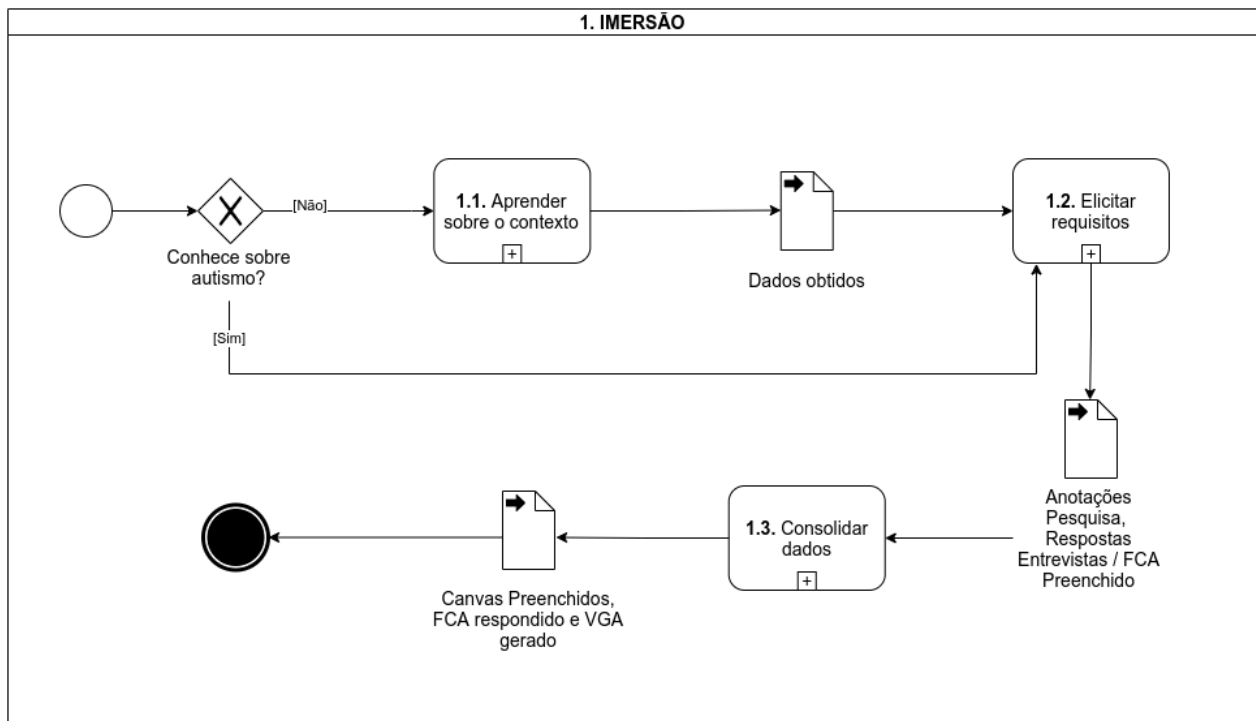 1. IMERSÃO
[Não]
1.1. Aprender
sobre o contexto
1.2. Elicitar
requisitos
Conhece sobre
autismo?
Dados obtidos
[Sim]
Anotações
Pesquisa,
Respostas
Entrevistas / FCA
Preenchido
1.3. Consolidar
dados
Canvas Preenchidos,
FCA respondido e VGA
gerado